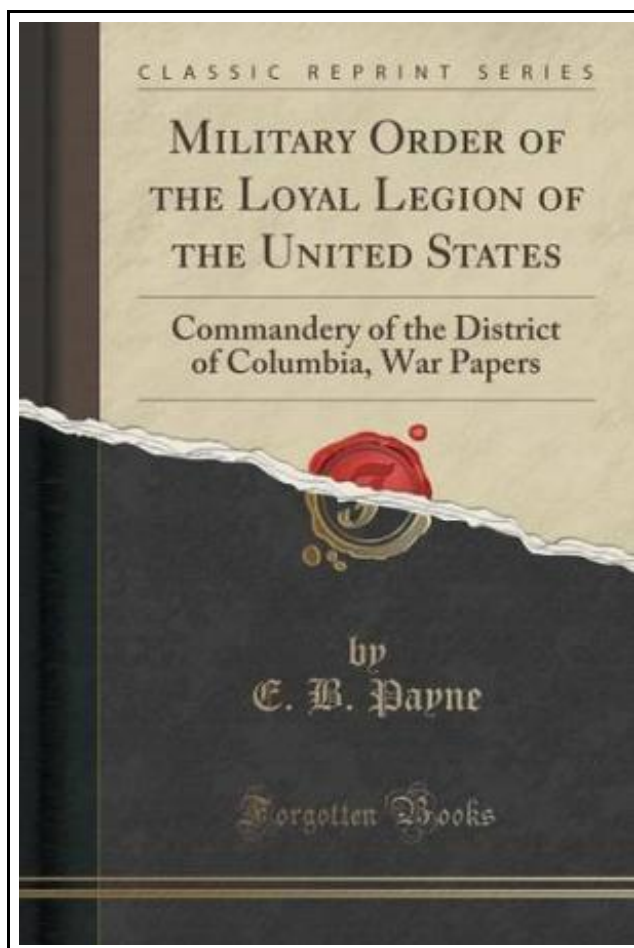 CLASSIC REPRINT SERIES
MILITARY ORDER OF
THE LOYAL LEGION OF
THE UNITED STATES
Commandery of the District
of Columbia, War Papers
F
by
E. B. Payne
Forgotten Books